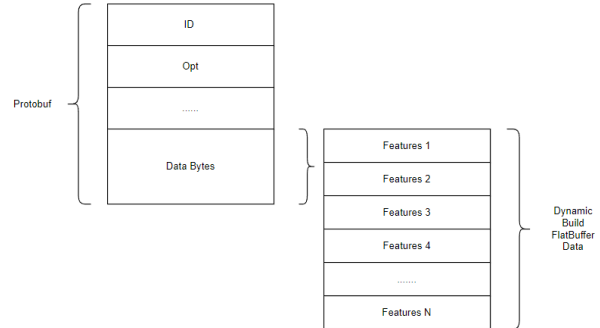 ID
Opt
Protobuf
......
Data Bytes
Features 1
Features 2
Features 3
Features 4
.......
Features N
Dynamic
Build
FlatBuffer
Data